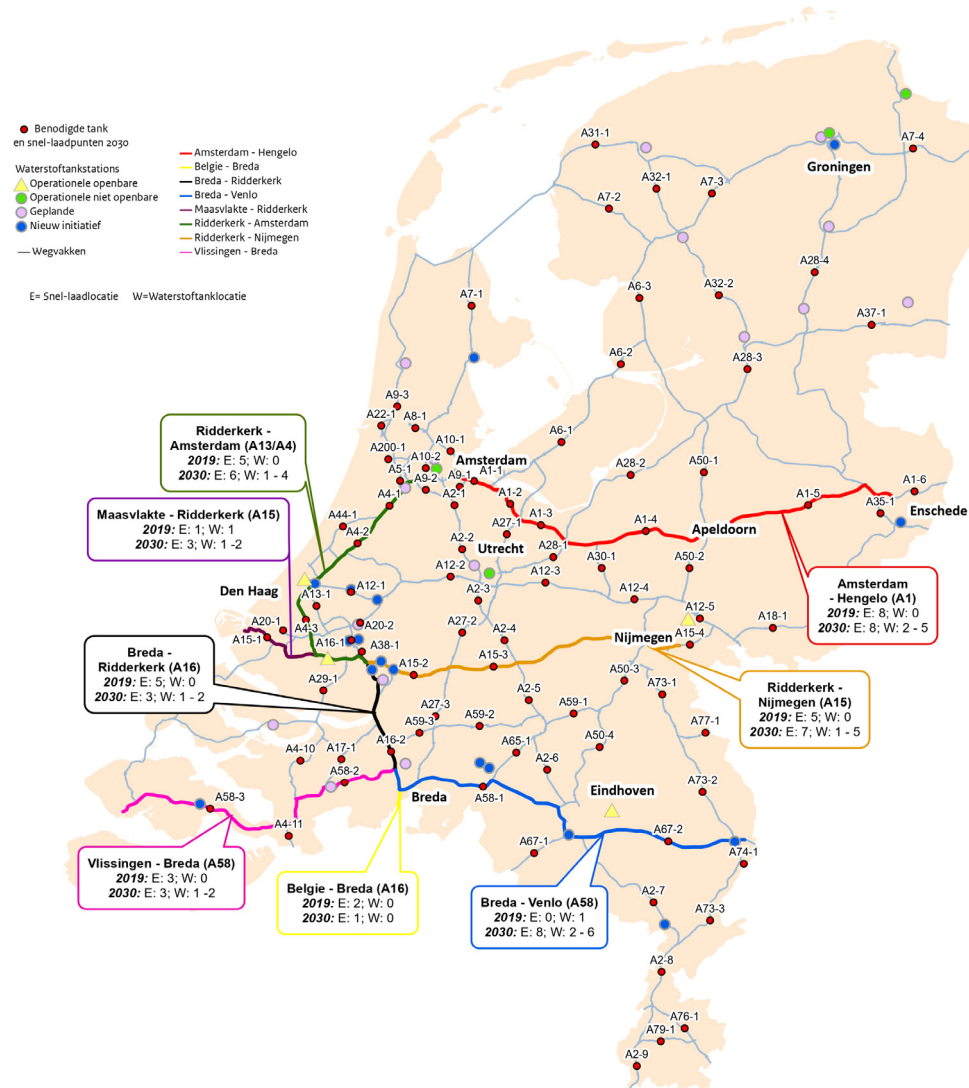 Benodigde tank
en snel-laadpunten 2030
Waterstoftankstations
Operationele openbare
Operationele niet openbare
Geplande
Nieuw initiatief
Wegvakken
E= Snel-laadlocatie W=Waterstoftanklocatie
Amsterdam - Hengelo
Belgie - Breda
Breda - Ridderkerk
Breda - Venlo
Maasvlakte - Ridderkerk
Ridderkerk - Amsterdam
Ridderkerk - Nijmegen
Vlissingen - Breda
A31-1
A7-4
Groningen
A32-1
A7-3
A7-2
A28-4
A7-1
A6-3
A32-2
A37-1
A6-2
A28-3
A9-3
A22-1
A8-1
A10-1
A6-1
A200-1
A10-2
Amsterdam
A28-2
A50-1
A5-1
A9-2
A9-1
A1-1
A1-6
A4-1
A2-1
A1-2
A1-5
A35-1
Enschede
A44-1
A27-1
A1-3
A1-4
Apeldoorn
A4-2
A2-2
Utrecht
A28-1
A30-1
A50-2
A12-2
A12-3
A12-4
Den Haag
A13-1
A12-1
A2-3
A12-5
A18-1
A20-1
A15-1
A4-3
A20-2
A16-1
A38-1
A27-2
A2-4
Nijmegen
A15-4
A15-2
A15-3
A29-1
A50-3
A73-1
A27-3
A2-5
A59-3
A59-2
A59-1
A77-1
A16-2
A4-10
A17-1
A65-1
A50-4
A2-6
A58-2
A73-2
A58-3
Breda
A58-1
Eindhoven
A4-11
A67-1
A67-2
A74-1
A2-7
A73-3
A2-8
A76-1
A79-1
A2-9
Ridderkerk -
Amsterdam (A13/A4)
2019: E: 5; W: 0
2030: E: 6; W: 1 - 4
Maasvlakte - Ridderkerk (A15)
2019: E: 1; W: 1
2030: E: 3; W: 1 -2
Breda -
Ridderkerk (A16)
2019: E: 5; W: 0
2030: E: 3; W: 1 - 2
Amsterdam
- Hengelo (A1)
2019: E: 8; W: 0
2030: E: 8; W: 2 - 5
Ridderkerk -
Nijmegen (A15)
2019: E: 5; W: 0
2030: E: 7; W: 1 - 5
Vlissingen - Breda (A58)
2019: E: 3; W: 0
2030: E: 3; W: 1 -2
Belgie - Breda (A16)
2019: E: 2; W: 0
2030: E: 1; W: 0
Breda - Venlo (A58)
2019: E: 0; W: 1
2030: E: 8; W: 2 - 6